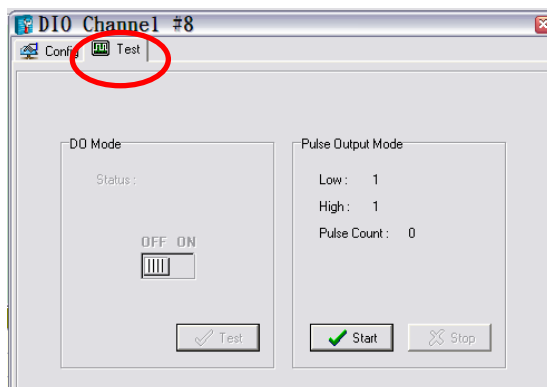 DIO Channel #8
Config Test
DO Mode
Status :
OFF ON
Test
Pulse Output Mode
Low : 1
High : 1
Pulse Count : 0
Start Stop